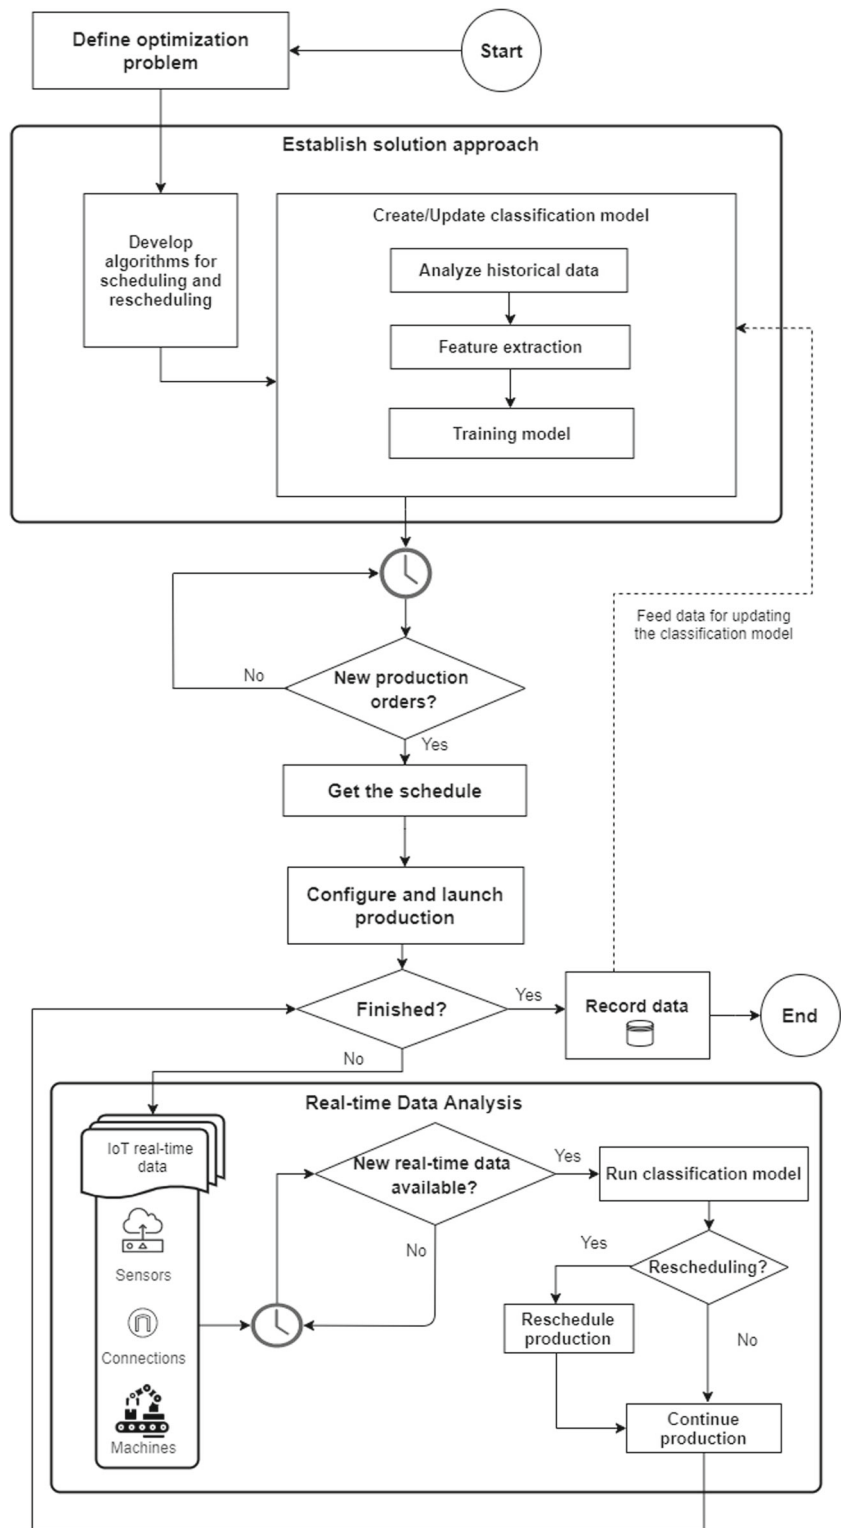 Define optimization
problem
Start
Establish solution approach
Develop
algorithms for
scheduling and
rescheduling
Create/Update classification model
Analyze historical data
Feature extraction
Training model
Feed data for updating
the classification model
No
New production
orders?
Yes
Get the schedule
Configure and launch
production
Finished?
Yes
Record data
End
No
Real-time Data Analysis
IoT real-time
data
Sensors
Connections
Machines
New real-time data
available?
Yes
No
Run classification model
Rescheduling?
Yes
Reschedule
production
No
Continue
production